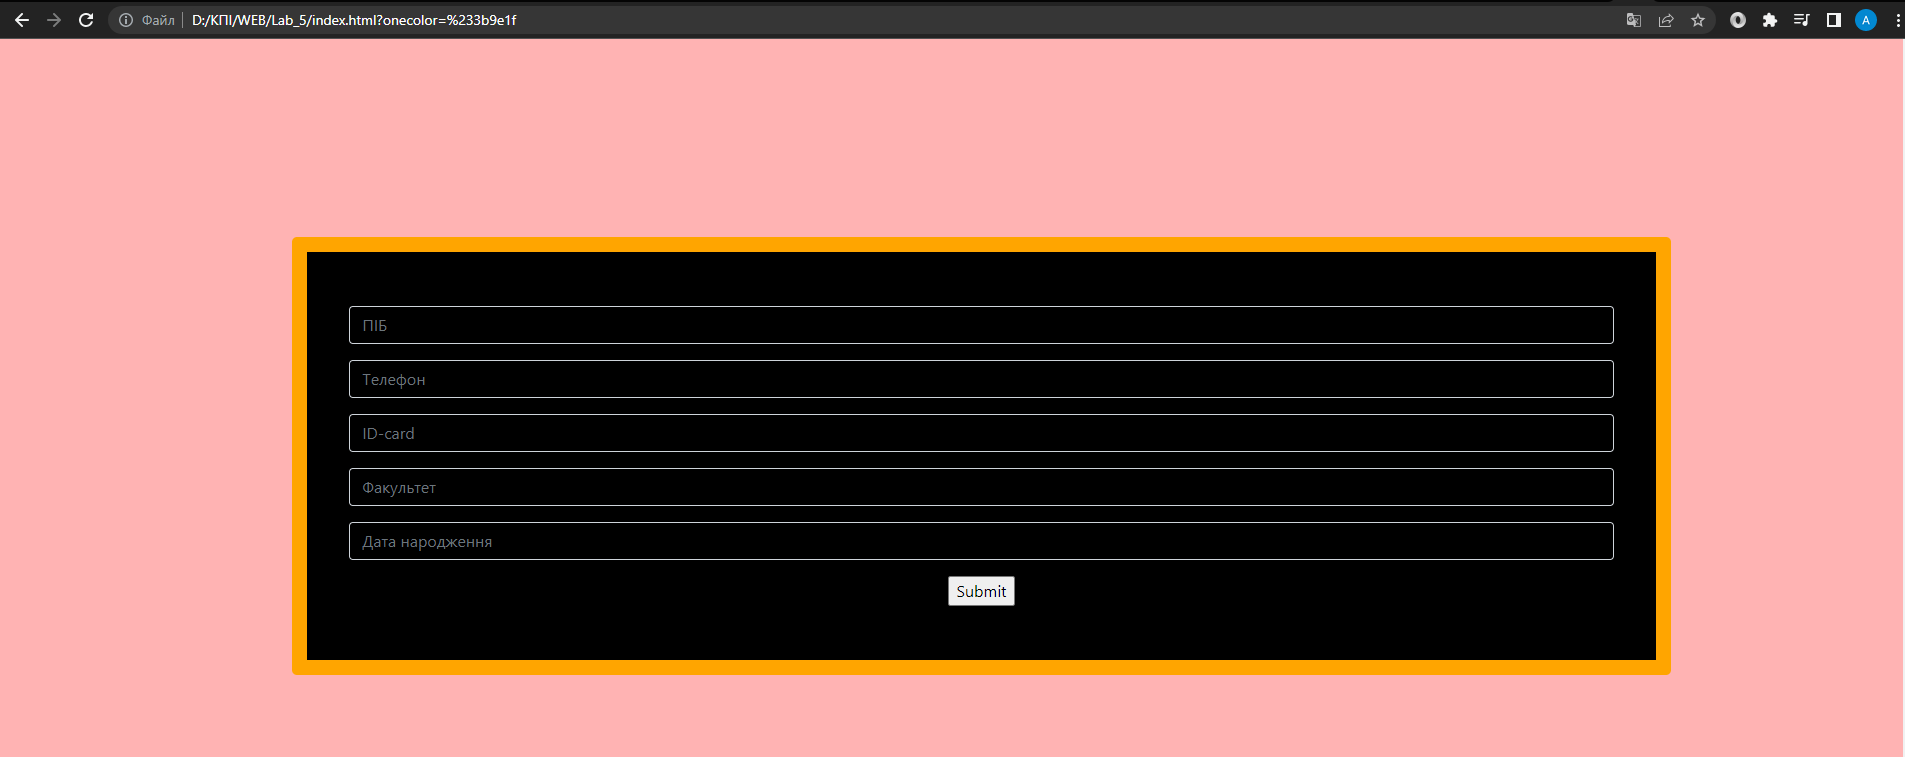 Файл
D:/КПІ/WEB/Lab_5/index.html?onecolor=%233b9e1f
A
ПІБ
Телефон
ID-card
Факультет
Дата народження
Submit